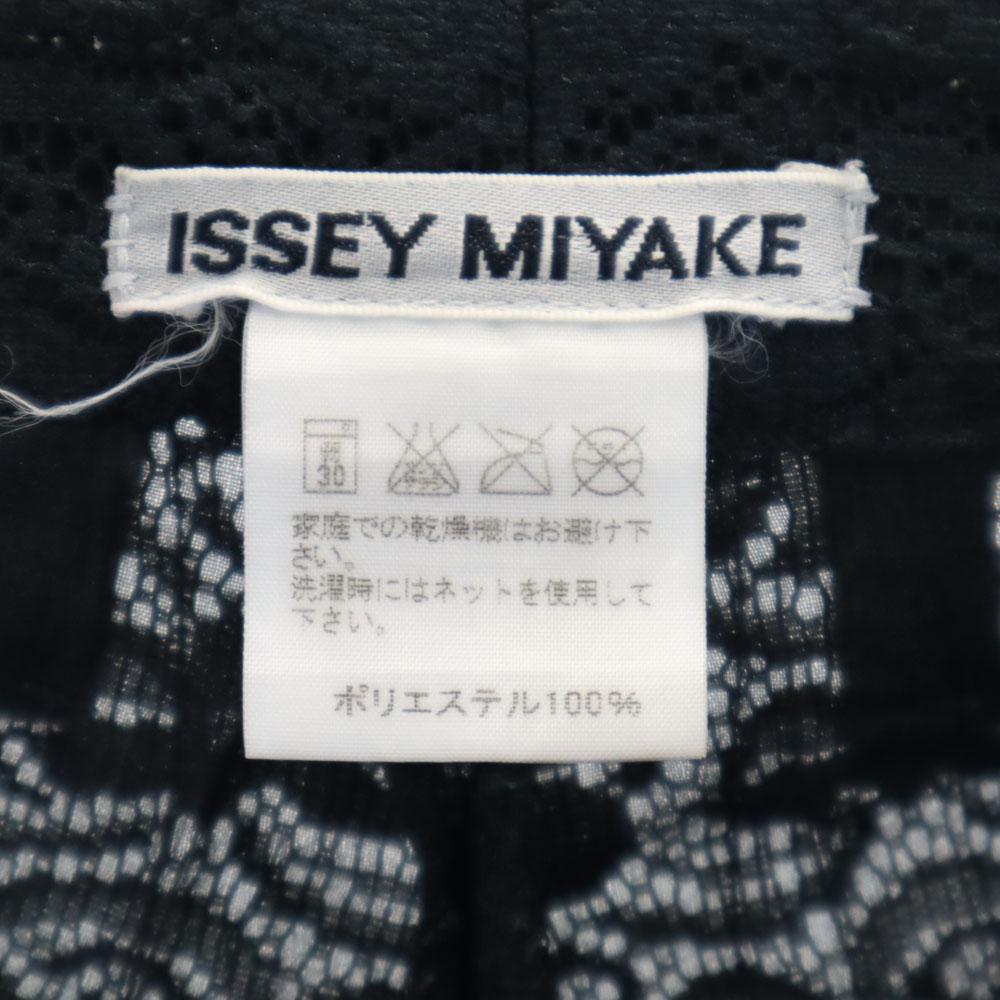 ISSEY MIYAKE
30
家庭での乾燥機はお避け下
さい。
洗濯時にはネットを使用して
下さい。
ポリエステル100%